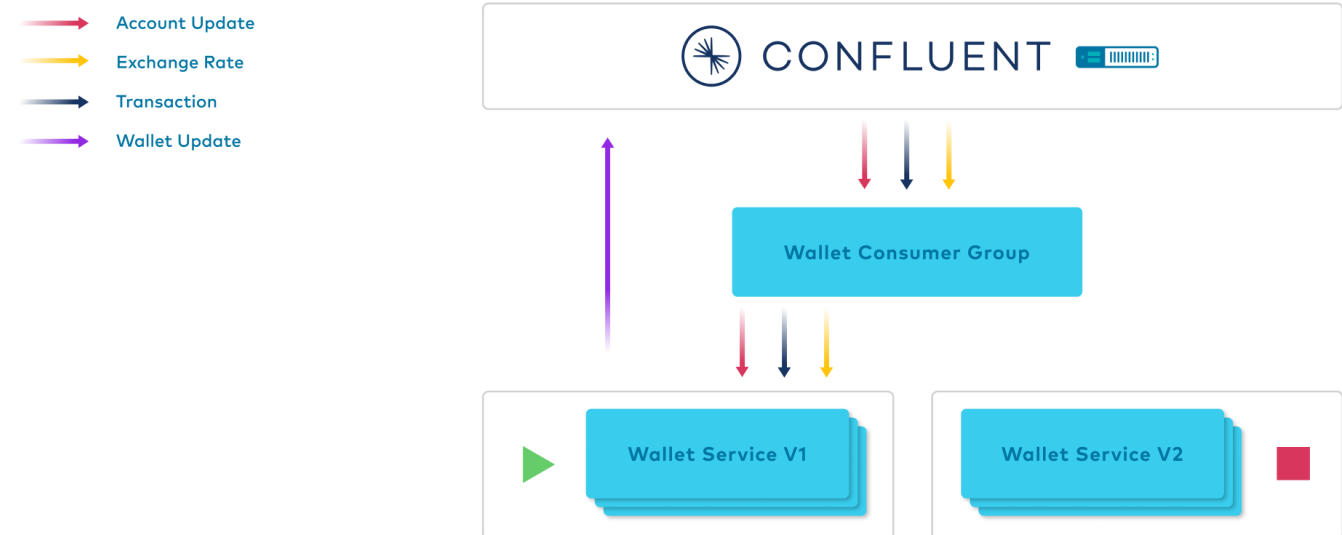 Account Update
Exchange Rate
Transaction
Wallet Update
CONFLUENT
Wallet Consumer Group
Wallet Service V1
Wallet Service V2